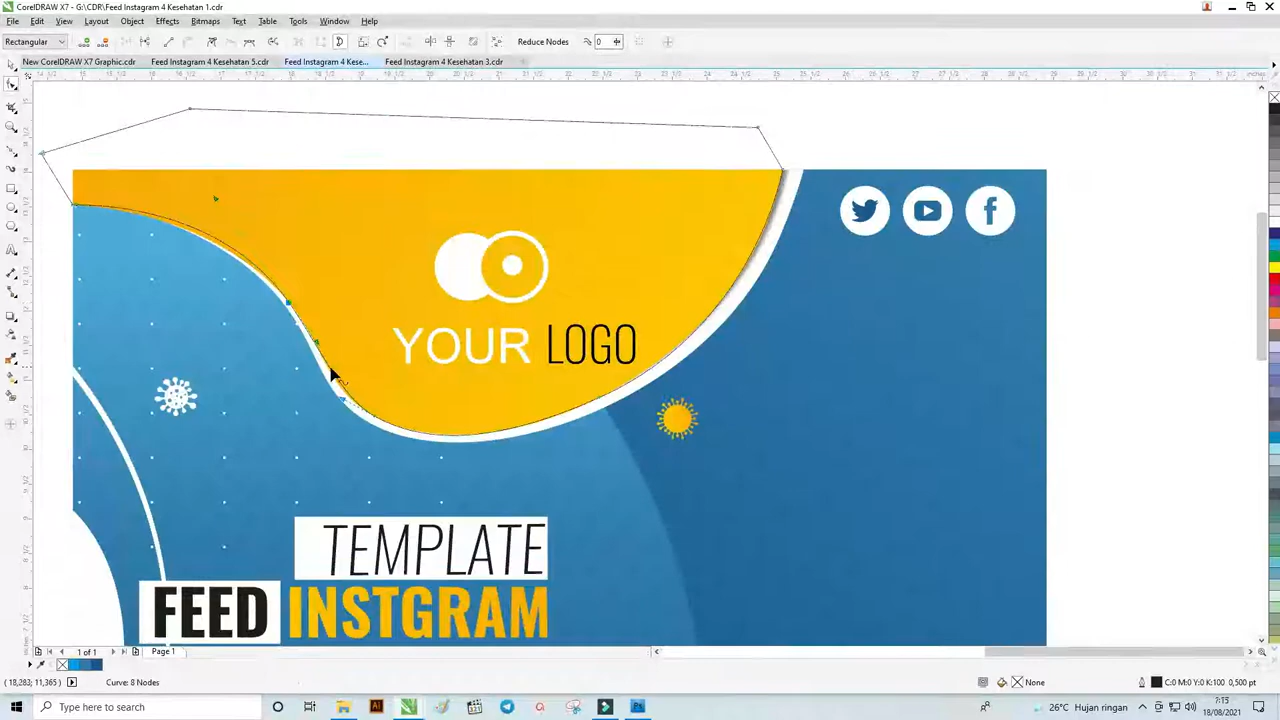 CorelDRAW X7 - G:\CDR\Feed Instagram 4 Kesehatan 1.cdr
File Edit View Layout Object Effects Bitmaps Text Table Tools Window Help
Rectangular Reduce Nodes 0
New CorelDRAW X7 Graphic.cdr Feed Instagram 4 Kesehatan 5.cdr Feed Instagram 4 Kese... Feed Instagram 4 Kesehatan 3.cdr
inches
YOUR LOGO
TEMPLATE
FEED INSTGRAM
1 of 1 Page 1
( 18,283; 11,365 ) Curve: 8 Nodes None C:0 M:0 Y:0 K:100 0,500 pt
Type here to search 26°C Hujan ringan 7:15
18/08/2021